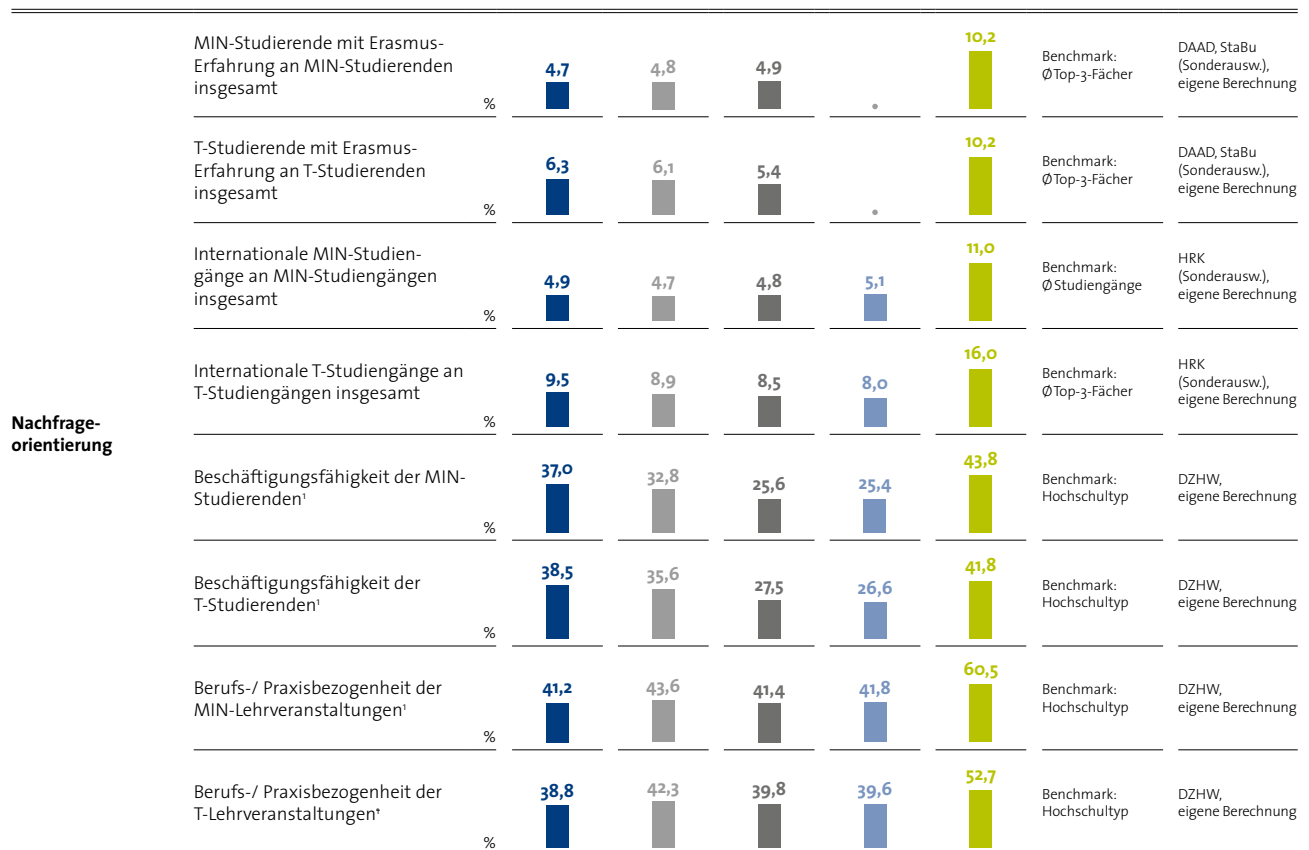 MIN-Studierende mit Erasmus-
Erfahrung an MIN-Studierenden
insgesamt
%
4,7
4,8
4,9
.
10,2
Benchmark:
ØTop-3-Fächer
DAAD, StaBu
(Sonderausw.),
eigene Berechnung
T-Studierende mit Erasmus-
Erfahrung an T-Studierenden
insgesamt
%
6,3
6,1
5,4
.
10,2
Benchmark:
ØTop-3-Fächer
DAAD, StaBu
(Sonderausw.),
eigene Berechnung
Internationale MIN-Studien-
gänge an MIN-Studiengängen
insgesamt
%
4,9
4,7
4,8
5,1
11,0
Benchmark:
ØStudiengänge
HRK
(Sonderausw.),
eigene Berechnung
Nachfrage-
orientierung
Internationale T-Studiengänge an
T-Studiengängen insgesamt
%
9,5
8,9
8,5
8,0
16,0
Benchmark:
ØTop-3-Fächer
HRK
(Sonderausw.),
eigene Berechnung
Beschäftigungsfähigkeit der MIN-
Studierenden¹
%
37,0
32,8
25,6
25,4
43,8
Benchmark:
Hochschultyp
DZHW,
eigene Berechnung
Beschäftigungsfähigkeit der
T-Studierenden¹
%
38,5
35,6
27,5
26,6
41,8
Benchmark:
Hochschultyp
DZHW,
eigene Berechnung
Berufs-/ Praxisbezogenheit der
MIN-Lehrveranstaltungen¹
%
41,2
43,6
41,4
41,8
60,5
Benchmark:
Hochschultyp
DZHW,
eigene Berechnung
Berufs-/ Praxisbezogenheit der
T-Lehrveranstaltungen¹
%
38,8
42,3
39,8
39,6
52,7
Benchmark:
Hochschultyp
DZHW,
eigene Berechnung